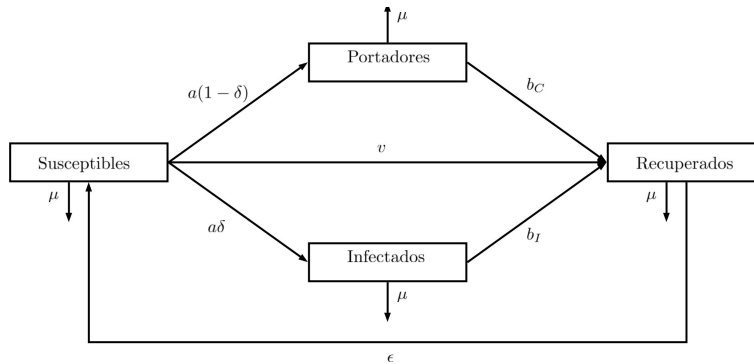 μ
Portadores
a(1 − δ)
b_C
Susceptibles
v
Recuperados
μ
μ
aδ
b_I
Infectados
μ
ϵ